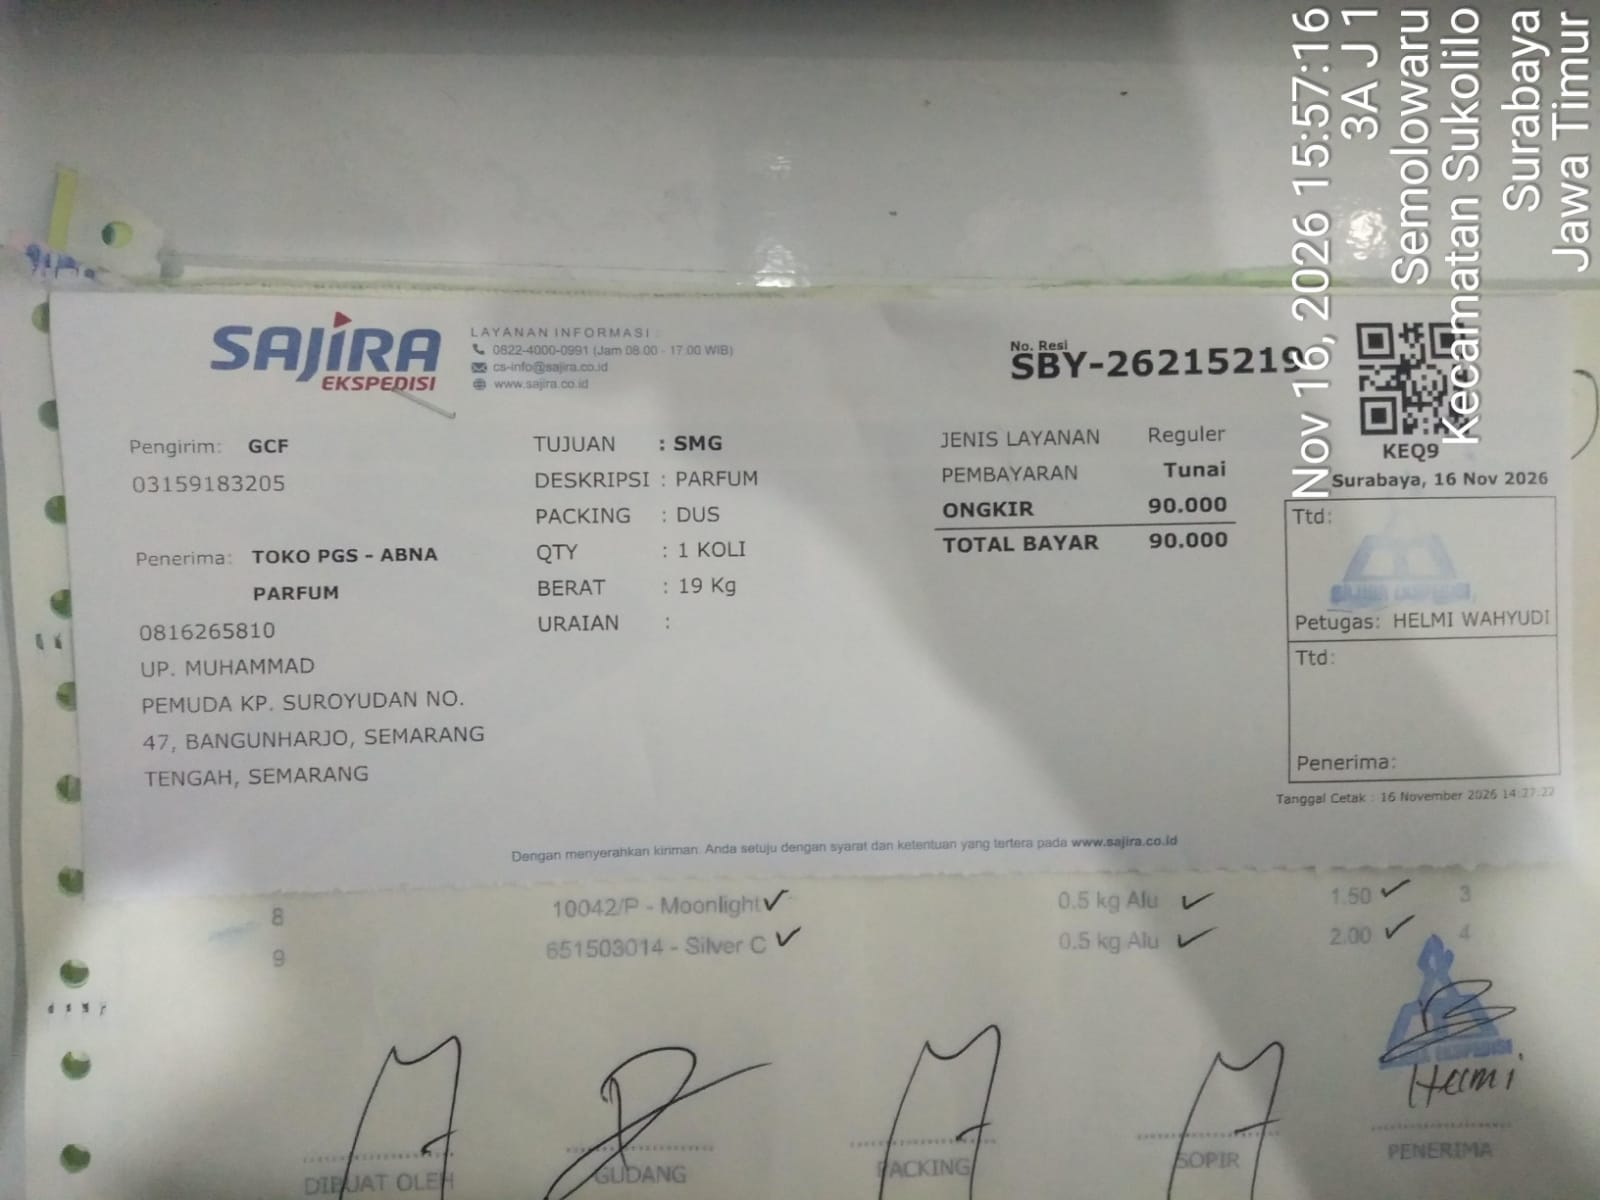 Nov 16, 2026 15:57:16
3A J 1
Semolowaru
Kecamatan Sukolilo
Surabaya
Jawa Timur
SAJIRA
EKSPEDISI
LAYANAN INFORMASI :
0822-4000-0991 (Jam 08.00 - 17.00 WIB)
cs-info@sajira.co.id
www.sajira.co.id
No. Resi
SBY-26215219
KEQ9
Surabaya, 16 Nov 2026
Pengirim: GCF
03159183205
Penerima: TOKO PGS - ABNA
PARFUM
0816265810
UP. MUHAMMAD
PEMUDA KP. SUROYUDAN NO.
47, BANGUNHARJO, SEMARANG
TENGAH, SEMARANG
TUJUAN : SMG
DESKRIPSI : PARFUM
PACKING : DUS
QTY : 1 KOLI
BERAT : 19 Kg
URAIAN :
JENIS LAYANAN Reguler
PEMBAYARAN Tunai
ONGKIR 90.000
TOTAL BAYAR 90.000
Ttd:
Petugas: HELMI WAHYUDI
Ttd:
Penerima:
Tanggal Cetak : 16 November 2026 14:27:22
Dengan menyerahkan kiriman. Anda setuju dengan syarat dan ketentuan yang tertera pada www.sajira.co.id
8 10042/P - Moonlight 0.5 kg Alu 1.50 3
9 651503014 - Silver C 0.5 kg Alu 2.00 4
EKSPEDISI
Helmi
DIBUAT OLEH GUDANG PACKING SOPIR PENERIMA